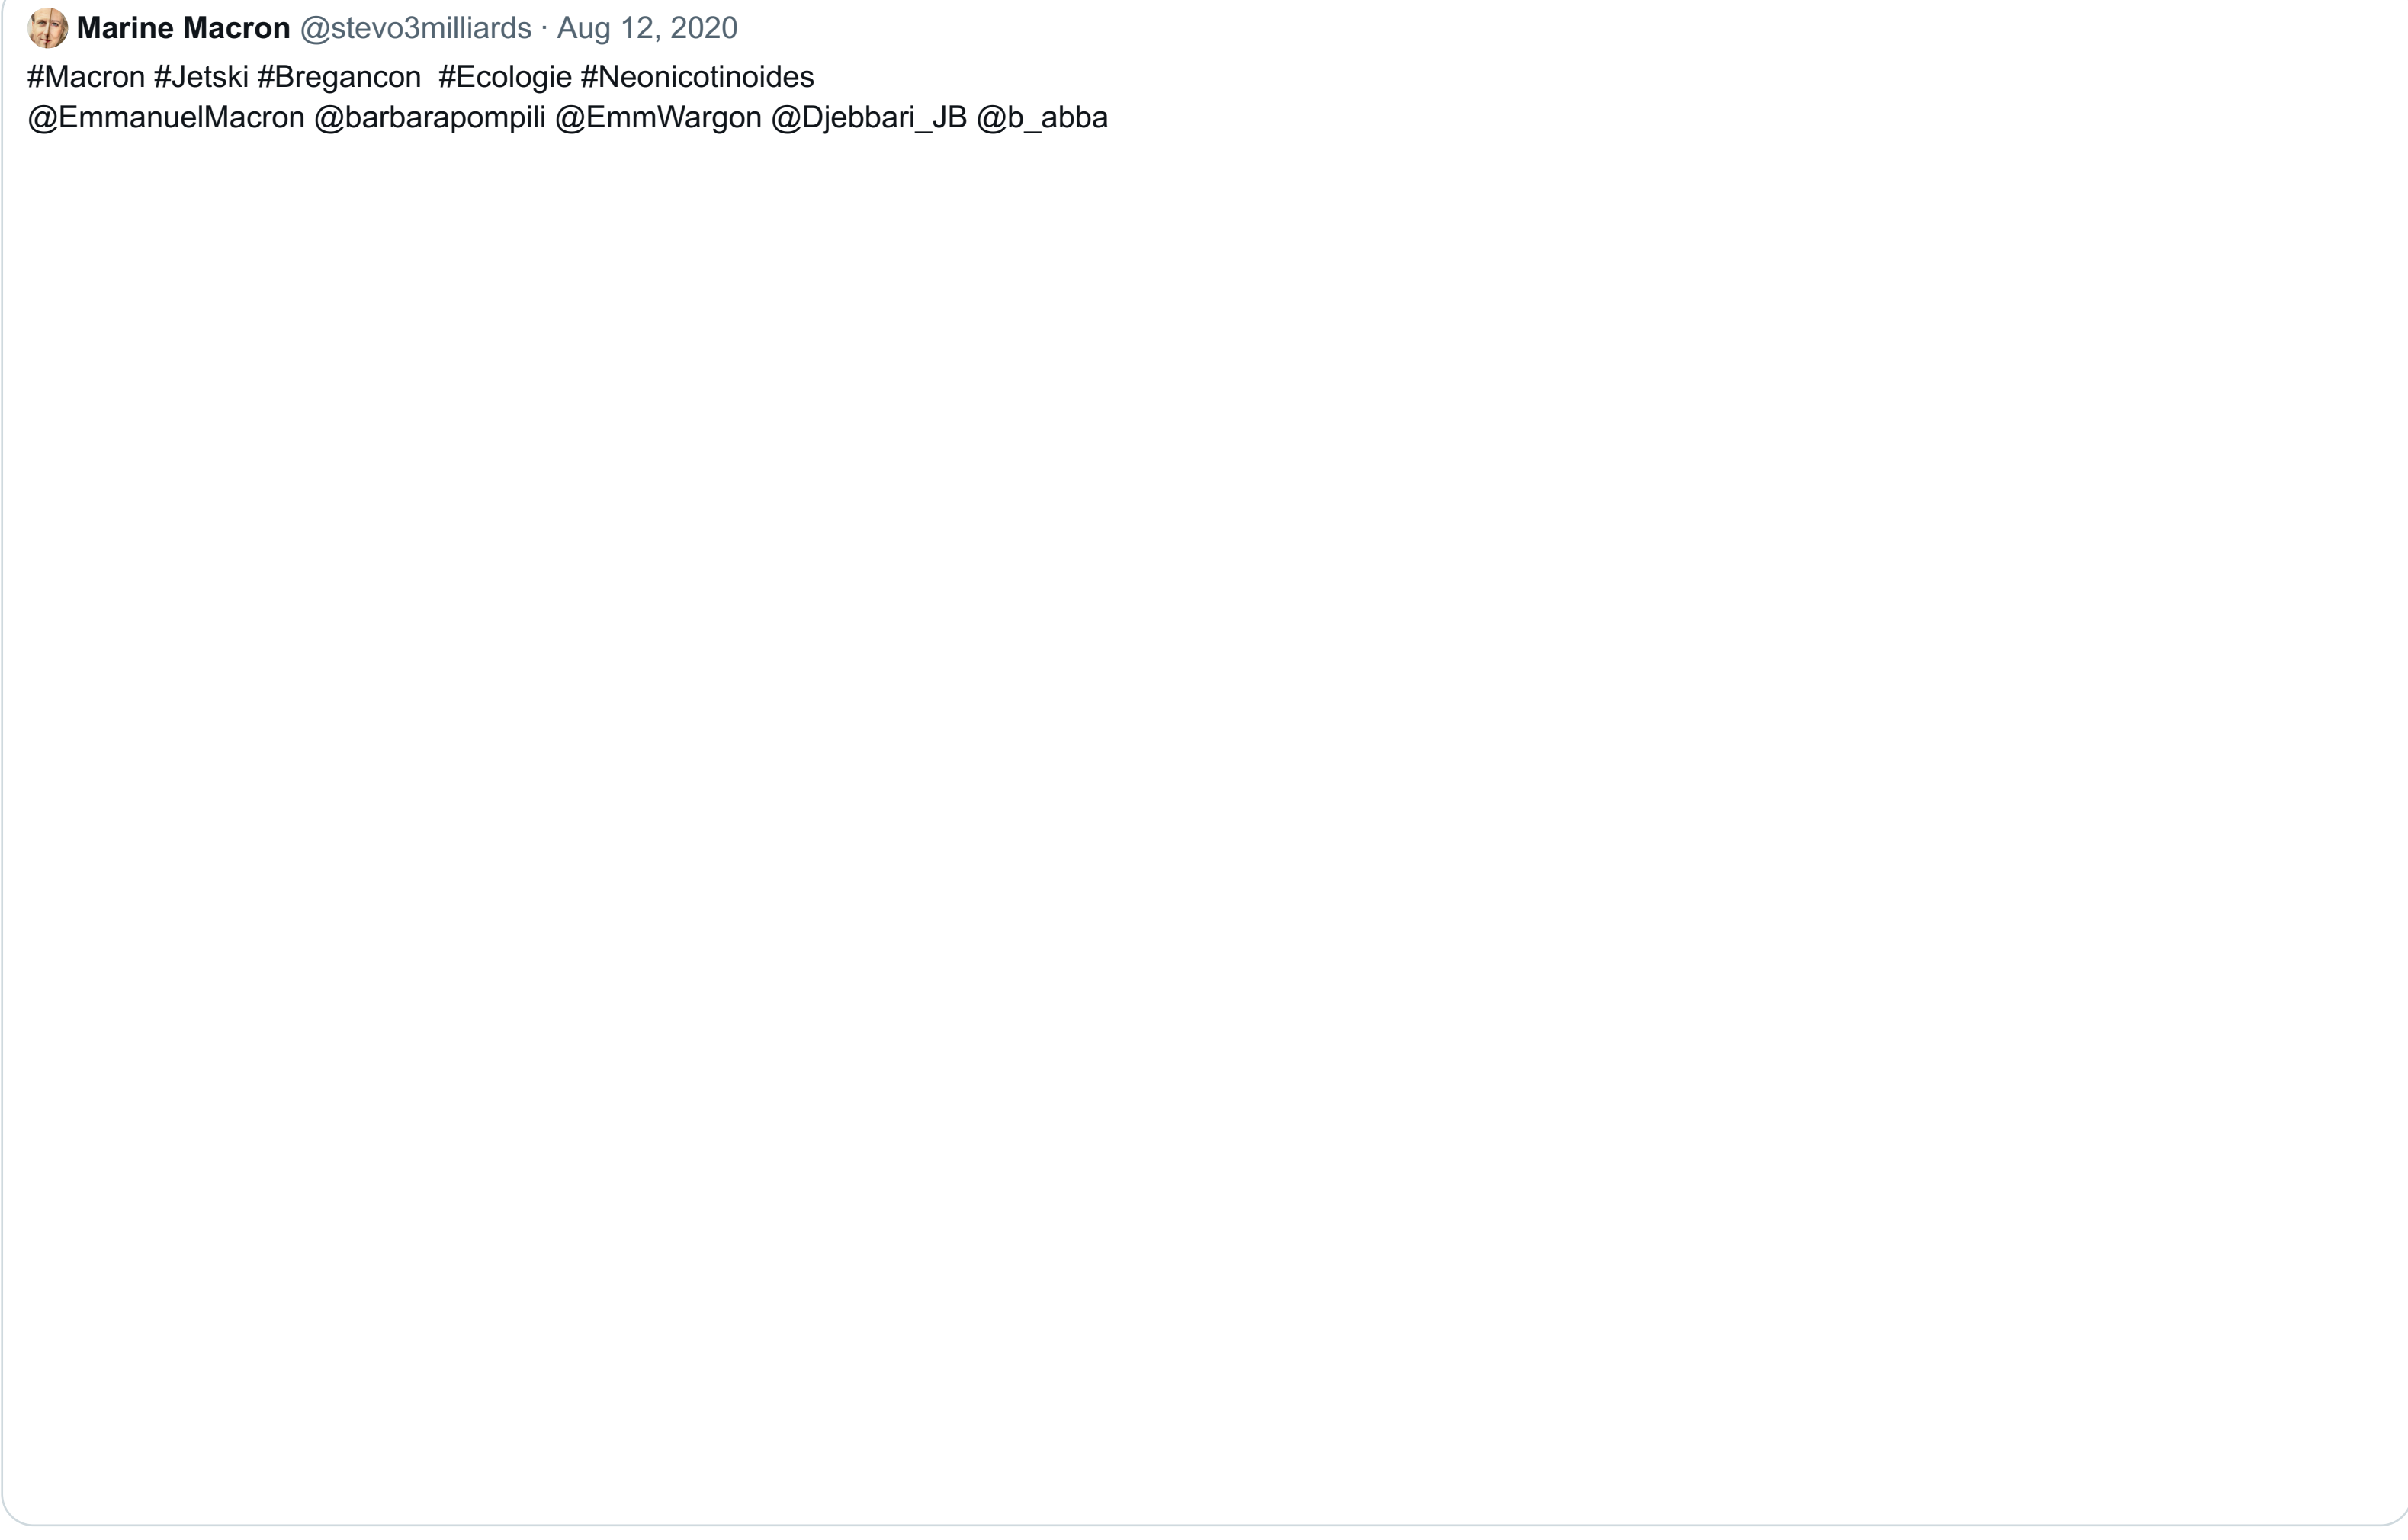 Marine Macron @stevo3milliards · Aug 12, 2020
#Macron #Jetski #Bregancon  #Ecologie #Neonicotinoides
@EmmanuelMacron @barbarapompili @EmmWargon @Djebbari_JB @b_abba